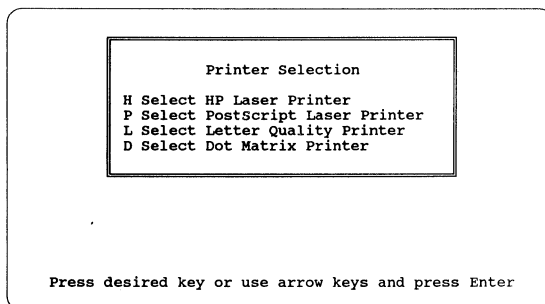 Printer Selection
H Select HP Laser Printer
P Select PostScript Laser Printer
L Select Letter Quality Printer
D Select Dot Matrix Printer
Press desired key or use arrow keys and press Enter